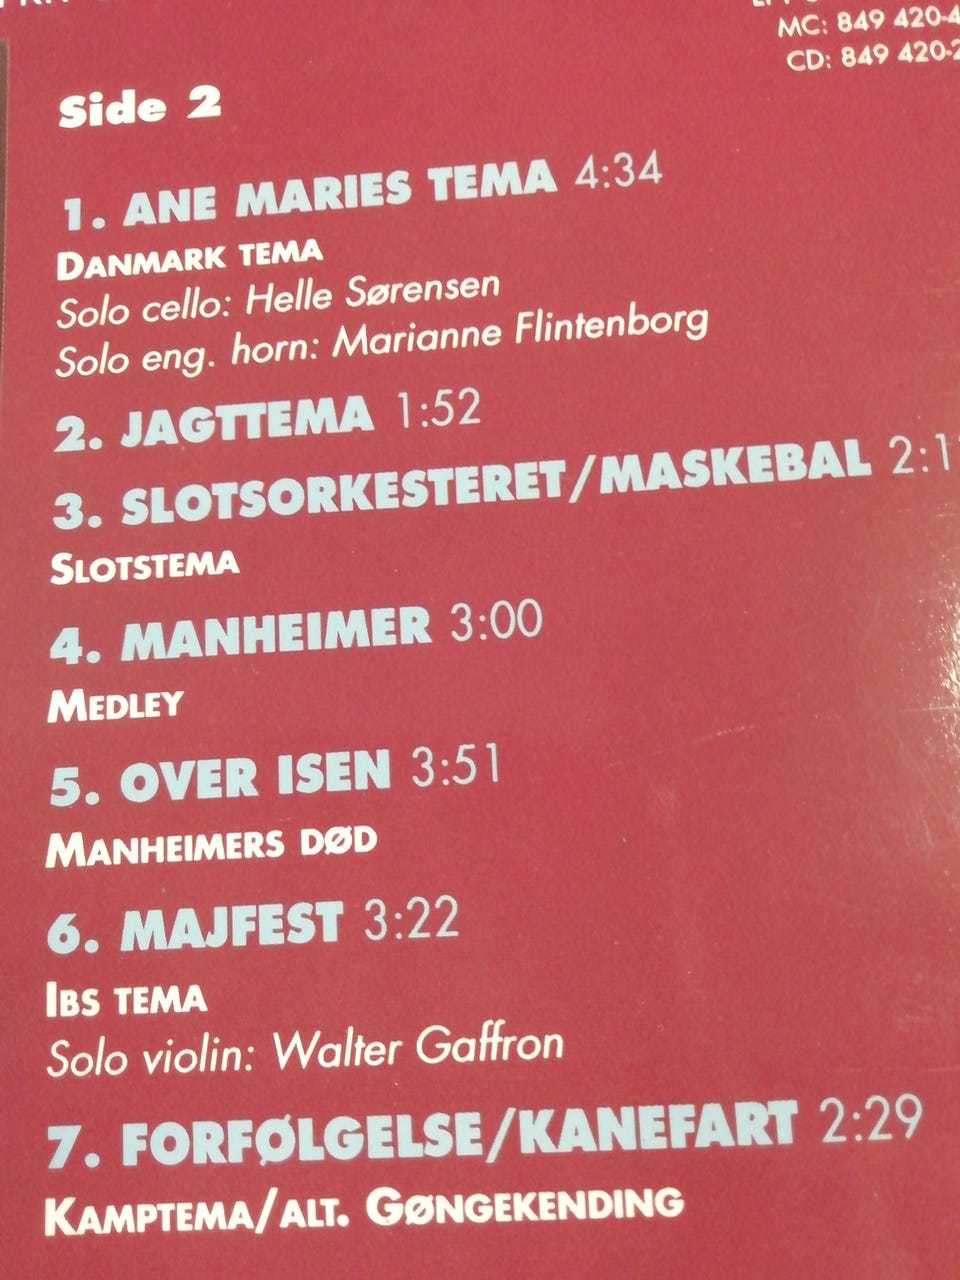 MC: 849 420-4
CD: 849 420-2
Side 2
1. ANE MARIES TEMA 4:34
DANMARK TEMA
Solo cello: Helle Sørensen
Solo eng. horn: Marianne Flintenborg
2. JAGTTEMA 1:52
3. SLOTSORKESTERET/MASKEBAL
SLOTSTEMA
4. MANHEIMER 3:00
MEDLEY
5. OVER ISEN 3:51
MANHEIMERS DØD
6. MAJFEST 3:22
IBS TEMA
Solo violin: Walter Gaffron
7. FORFØLGELSE/KANEFART 2:29
KAMPTEMA/ALT. GØNGEKENDING